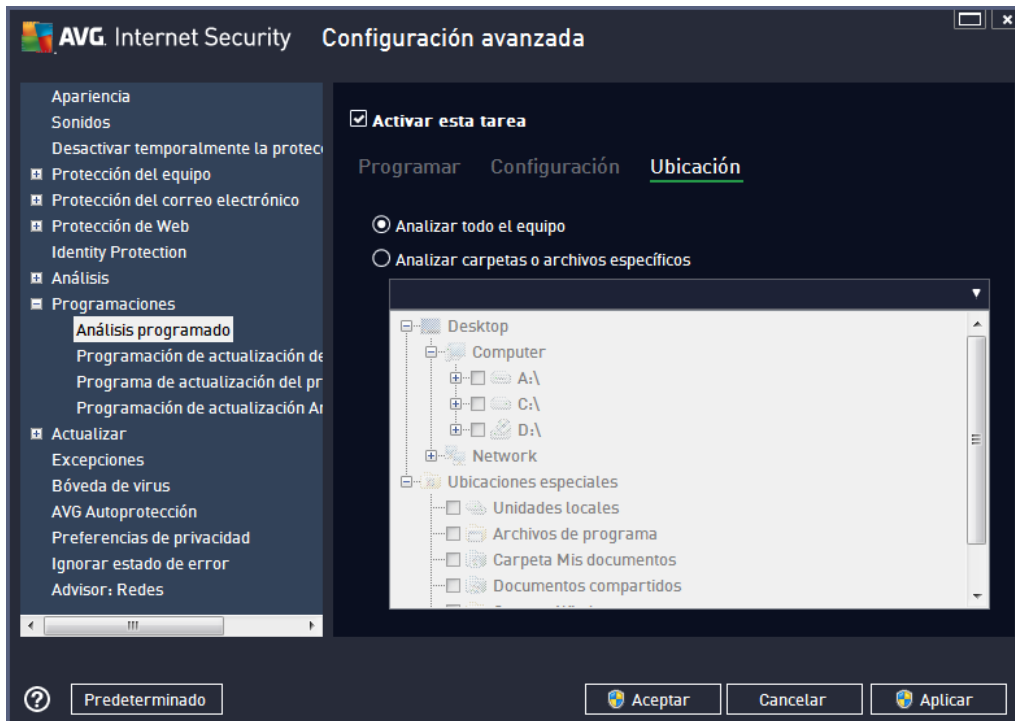 AVG. Internet Security Configuración avanzada
Apariencia
Sonidos
Desactivar temporalmente la protec
Protección del equipo
Protección del correo electrónico
Protección de Web
Identity Protection
Análisis
Programaciones
Análisis programado
Programación de actualización de
Programa de actualización del pr
Programación de actualización
Actualizar
Excepciones
Bóveda de virus
AVG Autoprotección
Preferencias de privacidad
Ignorar estado de error
Advisor: Redes
Activar esta tarea
Programar Configuración Ubicación
Analizar todo el equipo
Analizar carpetas o archivos específicos
Desktop
Computer
A:\
C:\
D:\
Network
Ubicaciones especiales
Unidades locales
Archivos de programa
Carpeta Mis documentos
Documentos compartidos
Predeterminado Aceptar Cancelar Aplicar